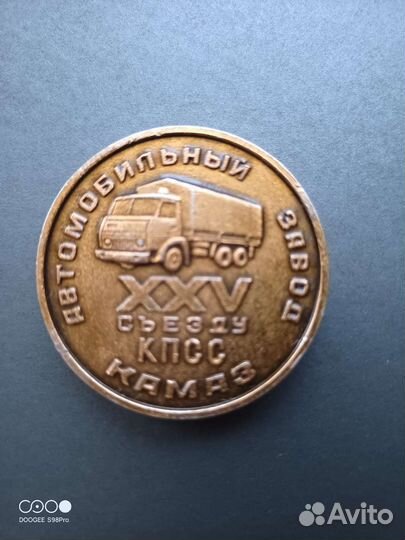 АВТОМОБИЛЬНЫЙ ЗАВОД
XXV
СЪЕЗДУ
КПСС
КАМАЗ
DOOGEE S98Pro
Avito